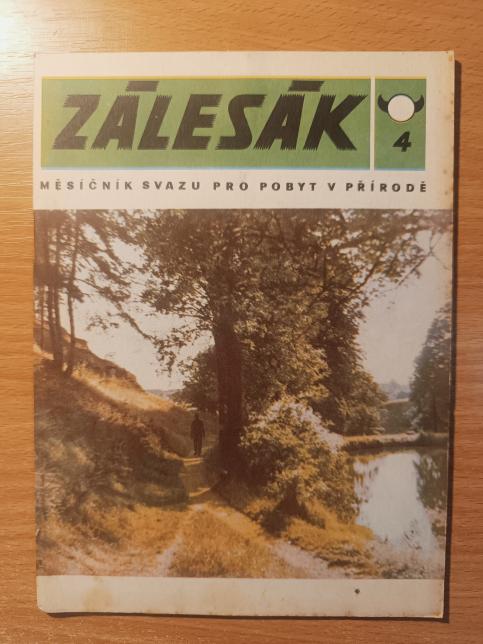 ZÁLESÁK
4
MĚSÍČNÍK SVAZU PRO POBYT V PŘÍRODĚ